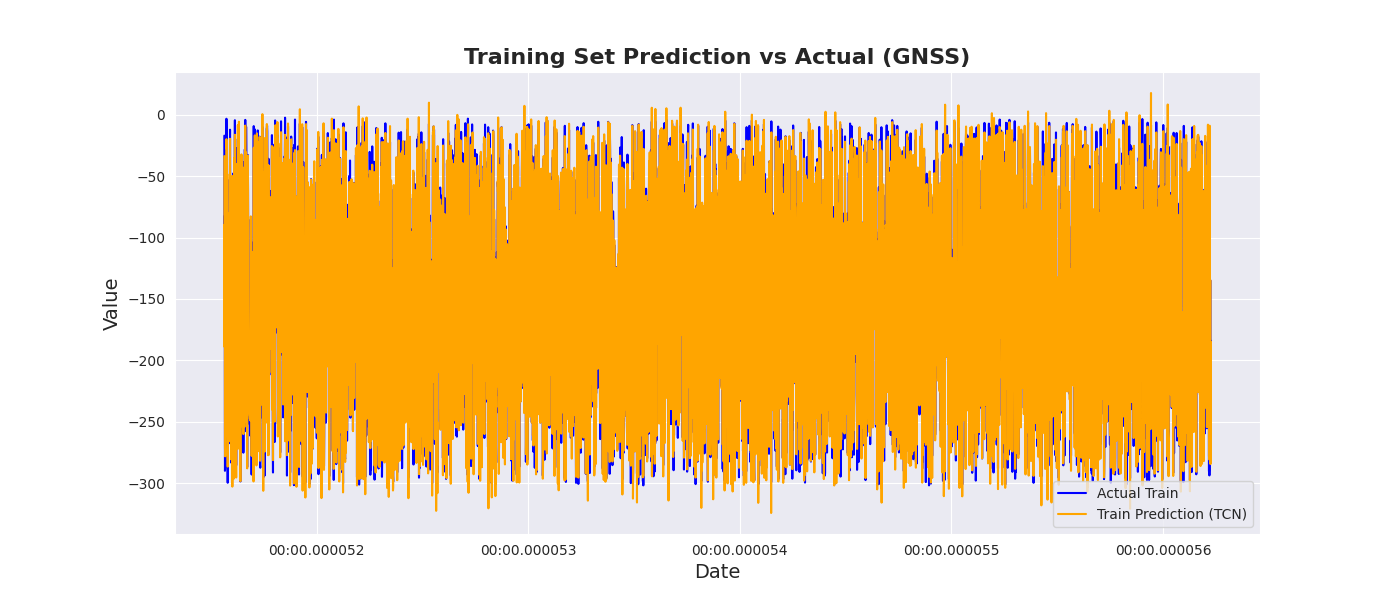 Training Set Prediction vs Actual (GNSS)
Value
0
−50
−100
−150
−200
−250
−300
Actual Train
Train Prediction (TCN)
00:00.000052
00:00.000053
00:00.000054
00:00.000055
00:00.000056
Date